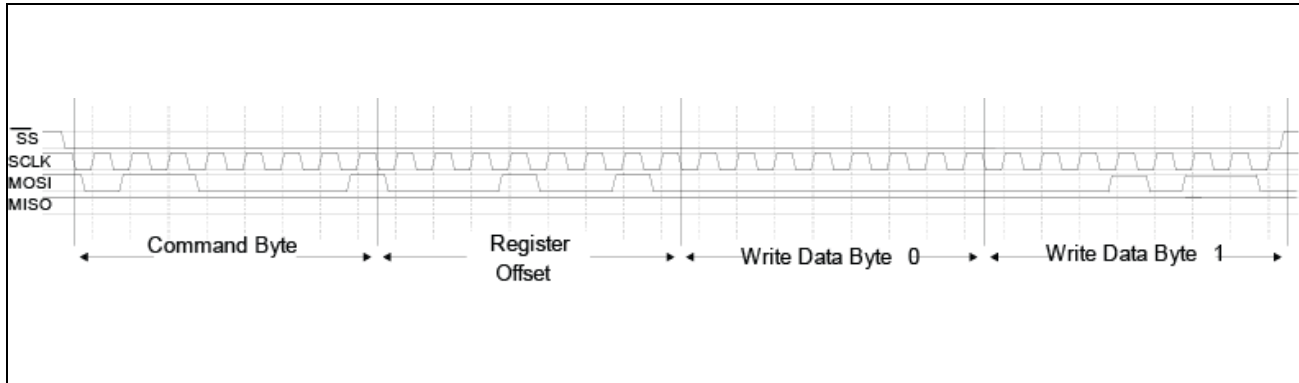 SS
SCLK
MOSI
MISO
Command Byte
Register
Offset
Write Data Byte 0
Write Data Byte 1